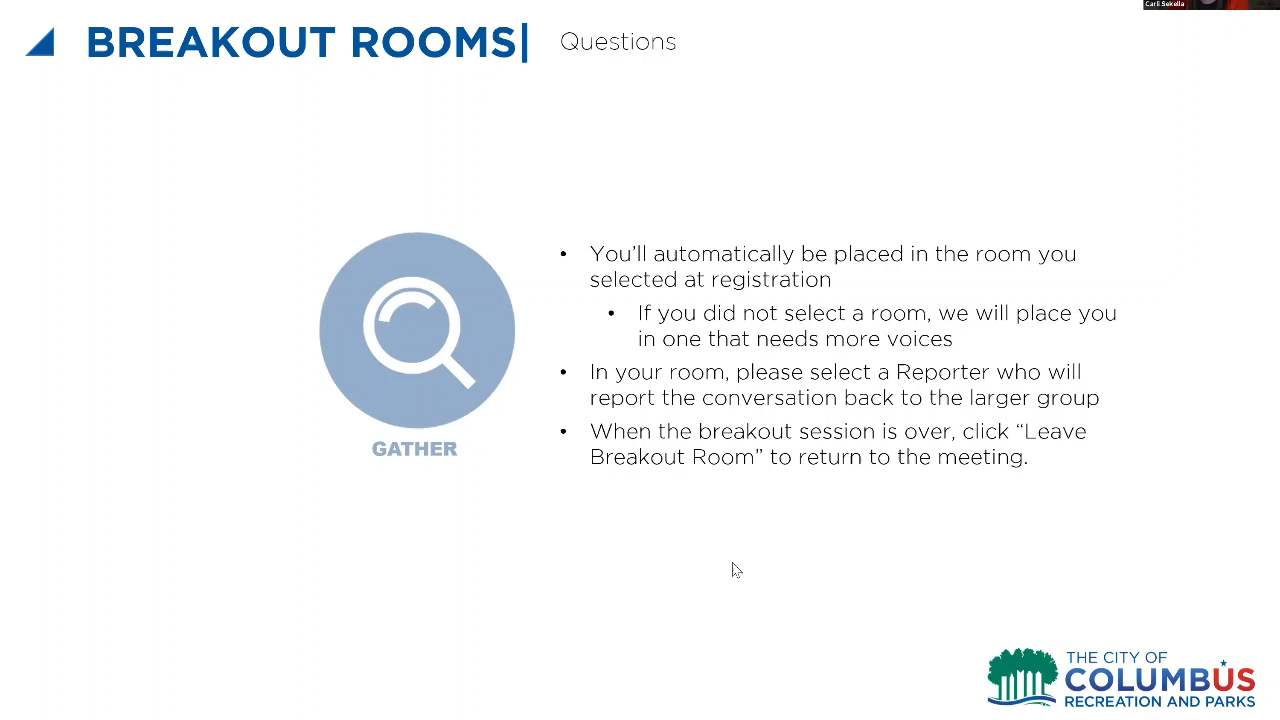 Carli Sekella
BREAKOUT ROOMS| Questions
• You’ll automatically be placed in the room you
selected at registration
• If you did not select a room, we will place you
in one that needs more voices
• In your room, please select a Reporter who will
report the conversation back to the larger group
• When the breakout session is over, click “Leave
Breakout Room” to return to the meeting.
GATHER
THE CITY OF
COLUMBUS
RECREATION AND PARKS